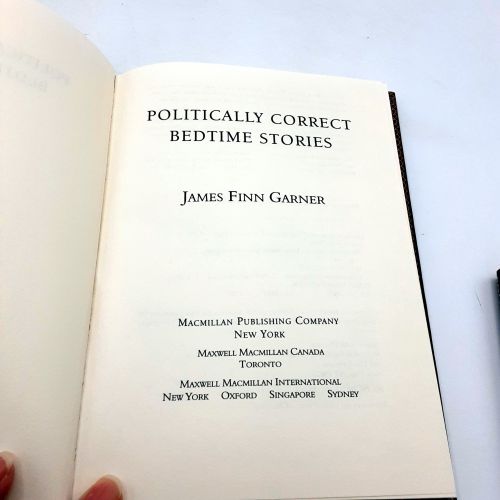 POLITICALLY CORRECT
BEDTIME STORIES
JAMES FINN GARNER
MACMILLAN PUBLISHING COMPANY
NEW YORK
MAXWELL MACMILLAN CANADA
TORONTO
MAXWELL MACMILLAN INTERNATIONAL
NEW YORK OXFORD SINGAPORE SYDNEY